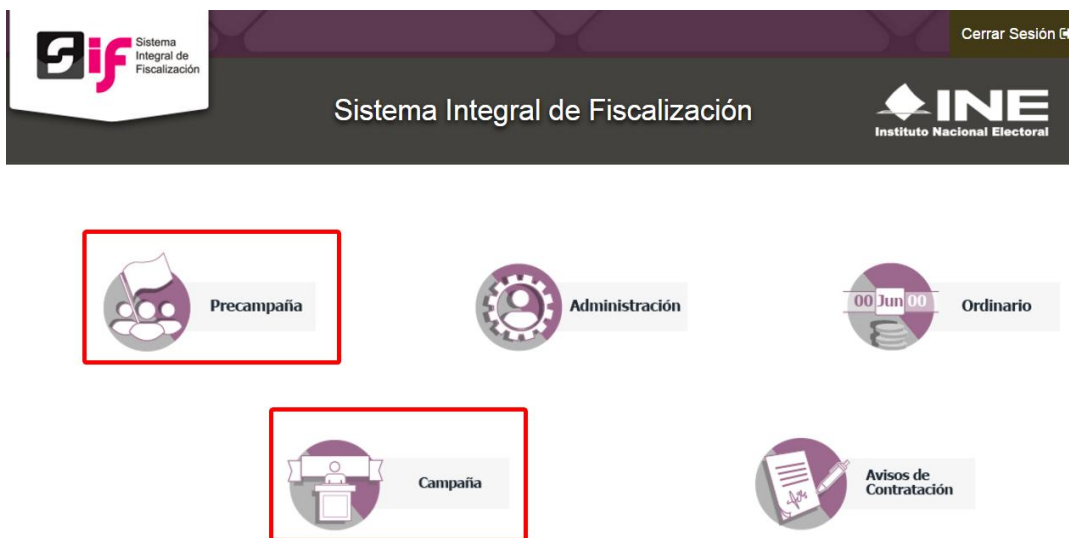 Sif
Sistema
Integral de
Fiscalización
Cerrar Sesión
Sistema Integral de Fiscalización
INE
Instituto Nacional Electoral
Precampaña
Administración
00 Jun 00
Ordinario
Campaña
Avisos de
Contratación